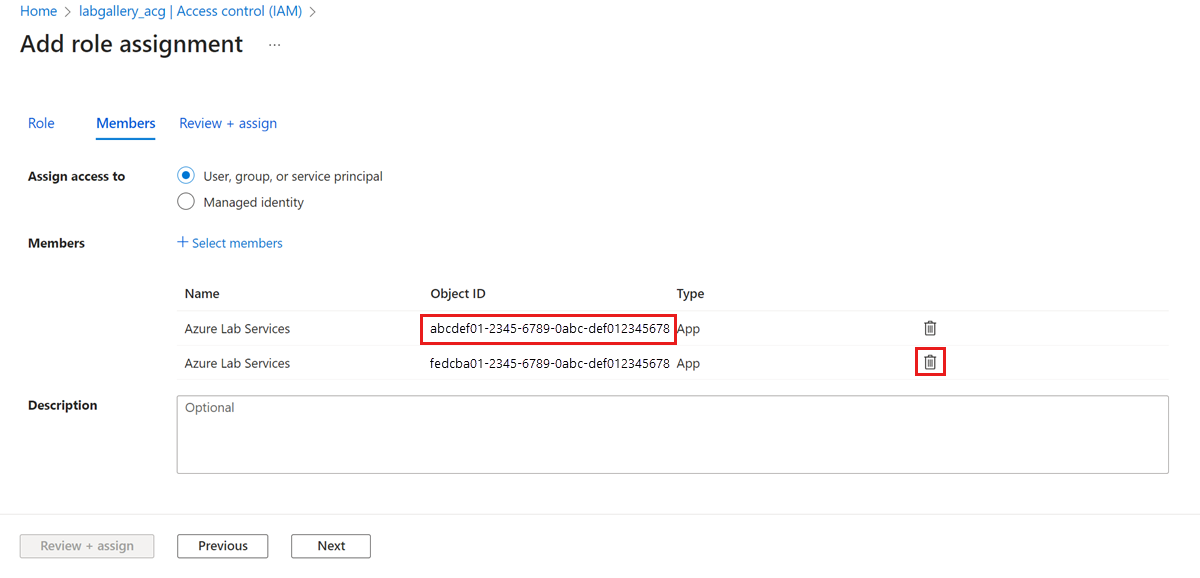 Home > labgallery_acg | Access control (IAM) >
Add role assignment ...
Role Members Review + assign
Assign access to User, group, or service principal
Managed identity
Members + Select members
Name Object ID Type
Azure Lab Services abcdef01-2345-6789-0abc-def012345678 App
Azure Lab Services fedcba01-2345-6789-0abc-def012345678 App
Description Optional
Review + assign Previous Next